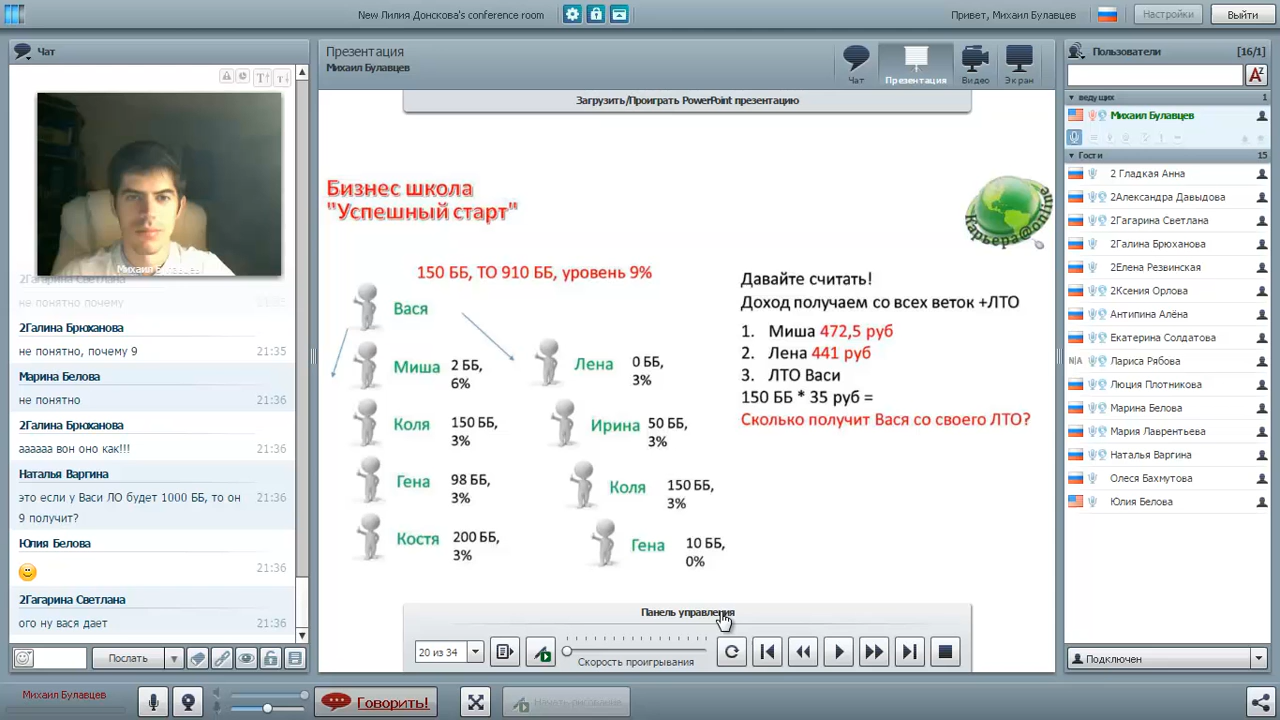 New Лилия Донскова's conference room
Привет, Михаил Булавцев
Настройки
Выйти
Чат
Михаил Булавцев
2Гагарина Светлана
не понятно почему
2Галина Брюханова
не понятно, почему 9
21:35
Марина Белова
не понятно
21:36
2Галина Брюханова
аааааа вон оно как!!!
21:36
Наталья Варгина
это если у Васи ЛО будет 1000 ББ, то он
9 получит?
21:36
Юлия Белова
21:36
2Гагарина Светлана
ого ну вася дает
21:36
Послать
Презентация
Михаил Булавцев
Чат
Презентация
Видео
Экран
Загрузить/Проиграть PowerPoint презентацию
Бизнес школа
"Успешный старт"
Карьера@online
150 ББ, ТО 910 ББ, уровень 9%
Вася
Миша 2 ББ,
6%
Коля 150 ББ,
3%
Гена 98 ББ,
3%
Костя 200 ББ,
3%
Лена 0 ББ,
3%
Ирина 50 ББ,
3%
Коля 150 ББ,
3%
Гена 10 ББ,
0%
Давайте считать!
Доход получаем со всех веток +ЛТО
1. Миша 472,5 руб
2. Лена 441 руб
3. ЛТО Васи
150 ББ * 35 руб =
Сколько получит Вася со своего ЛТО?
Панель управления
20 из 34
Скорость проигрывания
Пользователи
[16/1]
ведущих
1
Михаил Булавцев
Гости
15
2 Гладкая Анна
2Александра Давыдова
2Гагарина Светлана
2Галина Брюханова
2Елена Резвинская
2Ксения Орлова
Антипина Алёна
Екатерина Солдатова
N\A Лариса Рябова
Люция Плотникова
Марина Белова
Мария Лаврентьева
Наталья Варгина
Олеся Бахмутова
Юлия Белова
Подключен
Михаил Булавцев
Говорить!